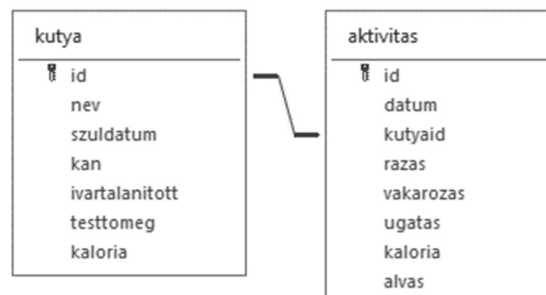 kutya
id
nev
szuldatum
kan
ivartalanitott
testtomeg
kaloria
aktivitas
id
datum
kutyaid
razas
vakarozas
ugatas
kaloria
alvas